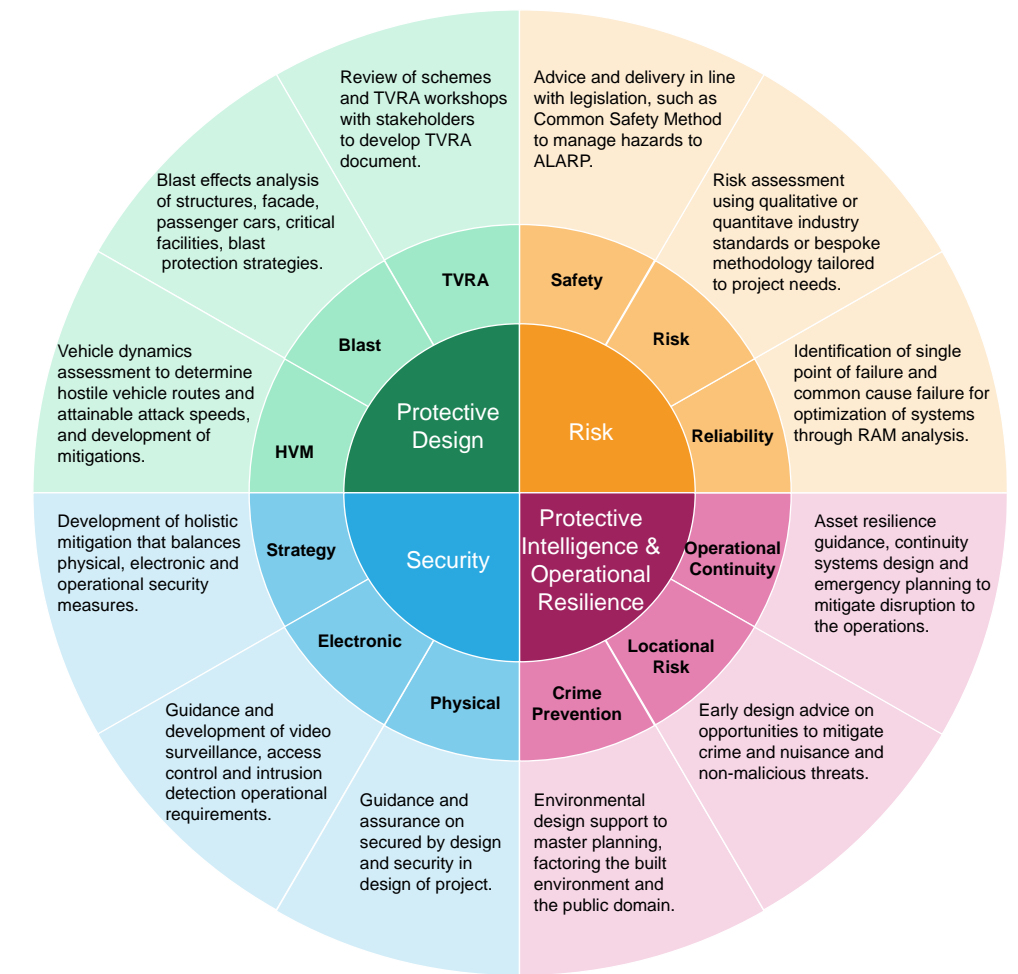 Review of schemes
and TVRA workshops
with stakeholders
to develop TVRA
document.
Advice and delivery in line
with legislation, such as
Common Safety Method
to manage hazards to
ALARP.
Blast effects analysis
of structures, facade,
passenger cars, critical
facilities, blast
protection strategies.
Risk assessment
using qualitative or
quantitave industry
standards or bespoke
methodology tailored
to project needs.
TVRA
Safety
Blast
Risk
Vehicle dynamics
assessment to determine
hostile vehicle routes and
attainable attack speeds,
and development of
mitigations.
Identification of single
point of failure and
common cause failure for
optimization of systems
through RAM analysis.
HVM
Protective
Design
Risk
Reliability
Development of holistic
mitigation that balances
physical, electronic and
operational security
measures.
Strategy
Security
Protective
Intelligence &
Operational
Resilience
Operational
Continuity
Asset resilience
guidance, continuity
systems design and
emergency planning to
mitigate disruption to
the operations.
Electronic
Locational
Risk
Physical
Crime
Prevention
Guidance and
development of video
surveillance, access
control and intrusion
detection operational
requirements.
Early design advice on
opportunities to mitigate
crime and nuisance and
non-malicious threats.
Guidance and
assurance on
secured by design
and security in
design of project.
Environmental
design support to
master planning,
factoring the built
environment and
the public domain.